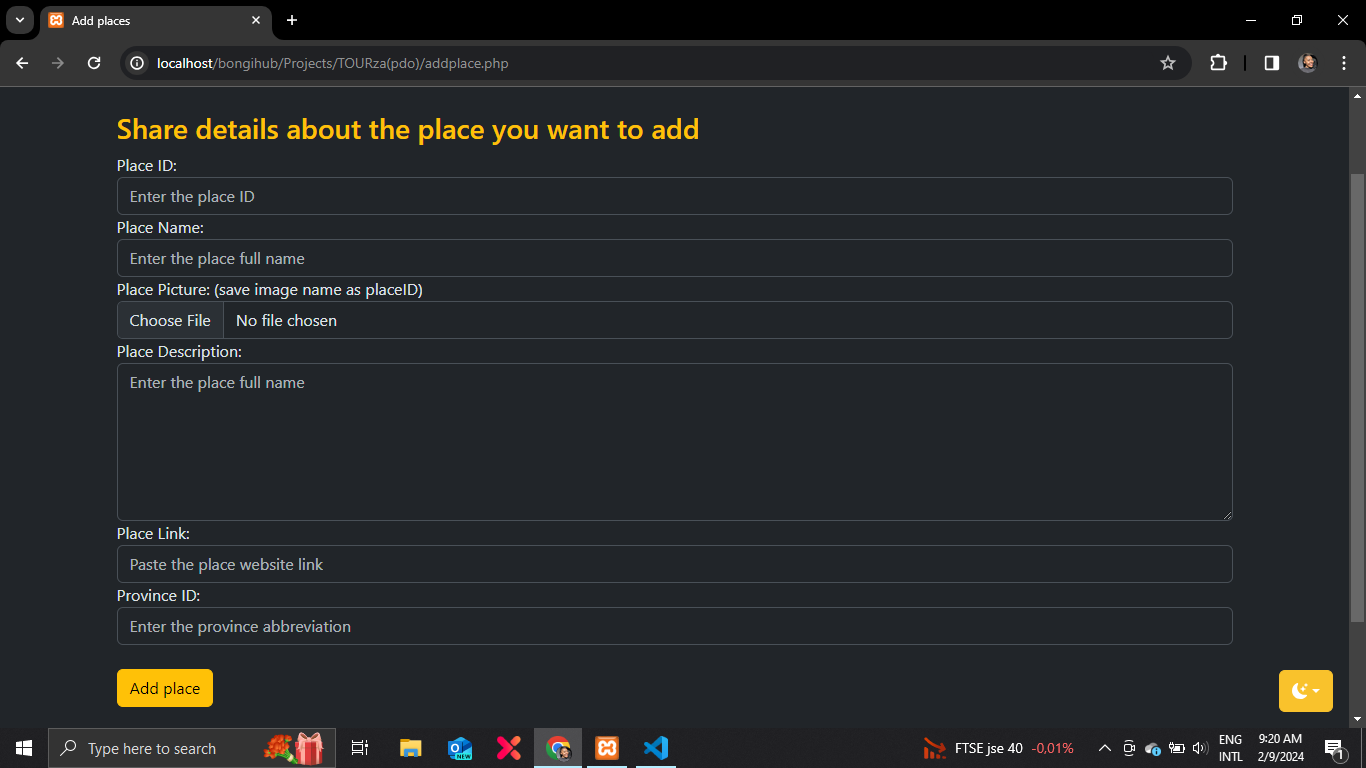 Add places
localhost/bongihub/Projects/TOURza(pdo)/addplace.php
Share details about the place you want to add
Place ID:
Enter the place ID
Place Name:
Enter the place full name
Place Picture: (save image name as placeID)
Choose File No file chosen
Place Description:
Enter the place full name
Place Link:
Paste the place website link
Province ID:
Enter the province abbreviation
Add place
Type here to search
NEW
FTSE jse 40 -0,01%
ENG
INTL
9:20 AM
2/9/2024
1